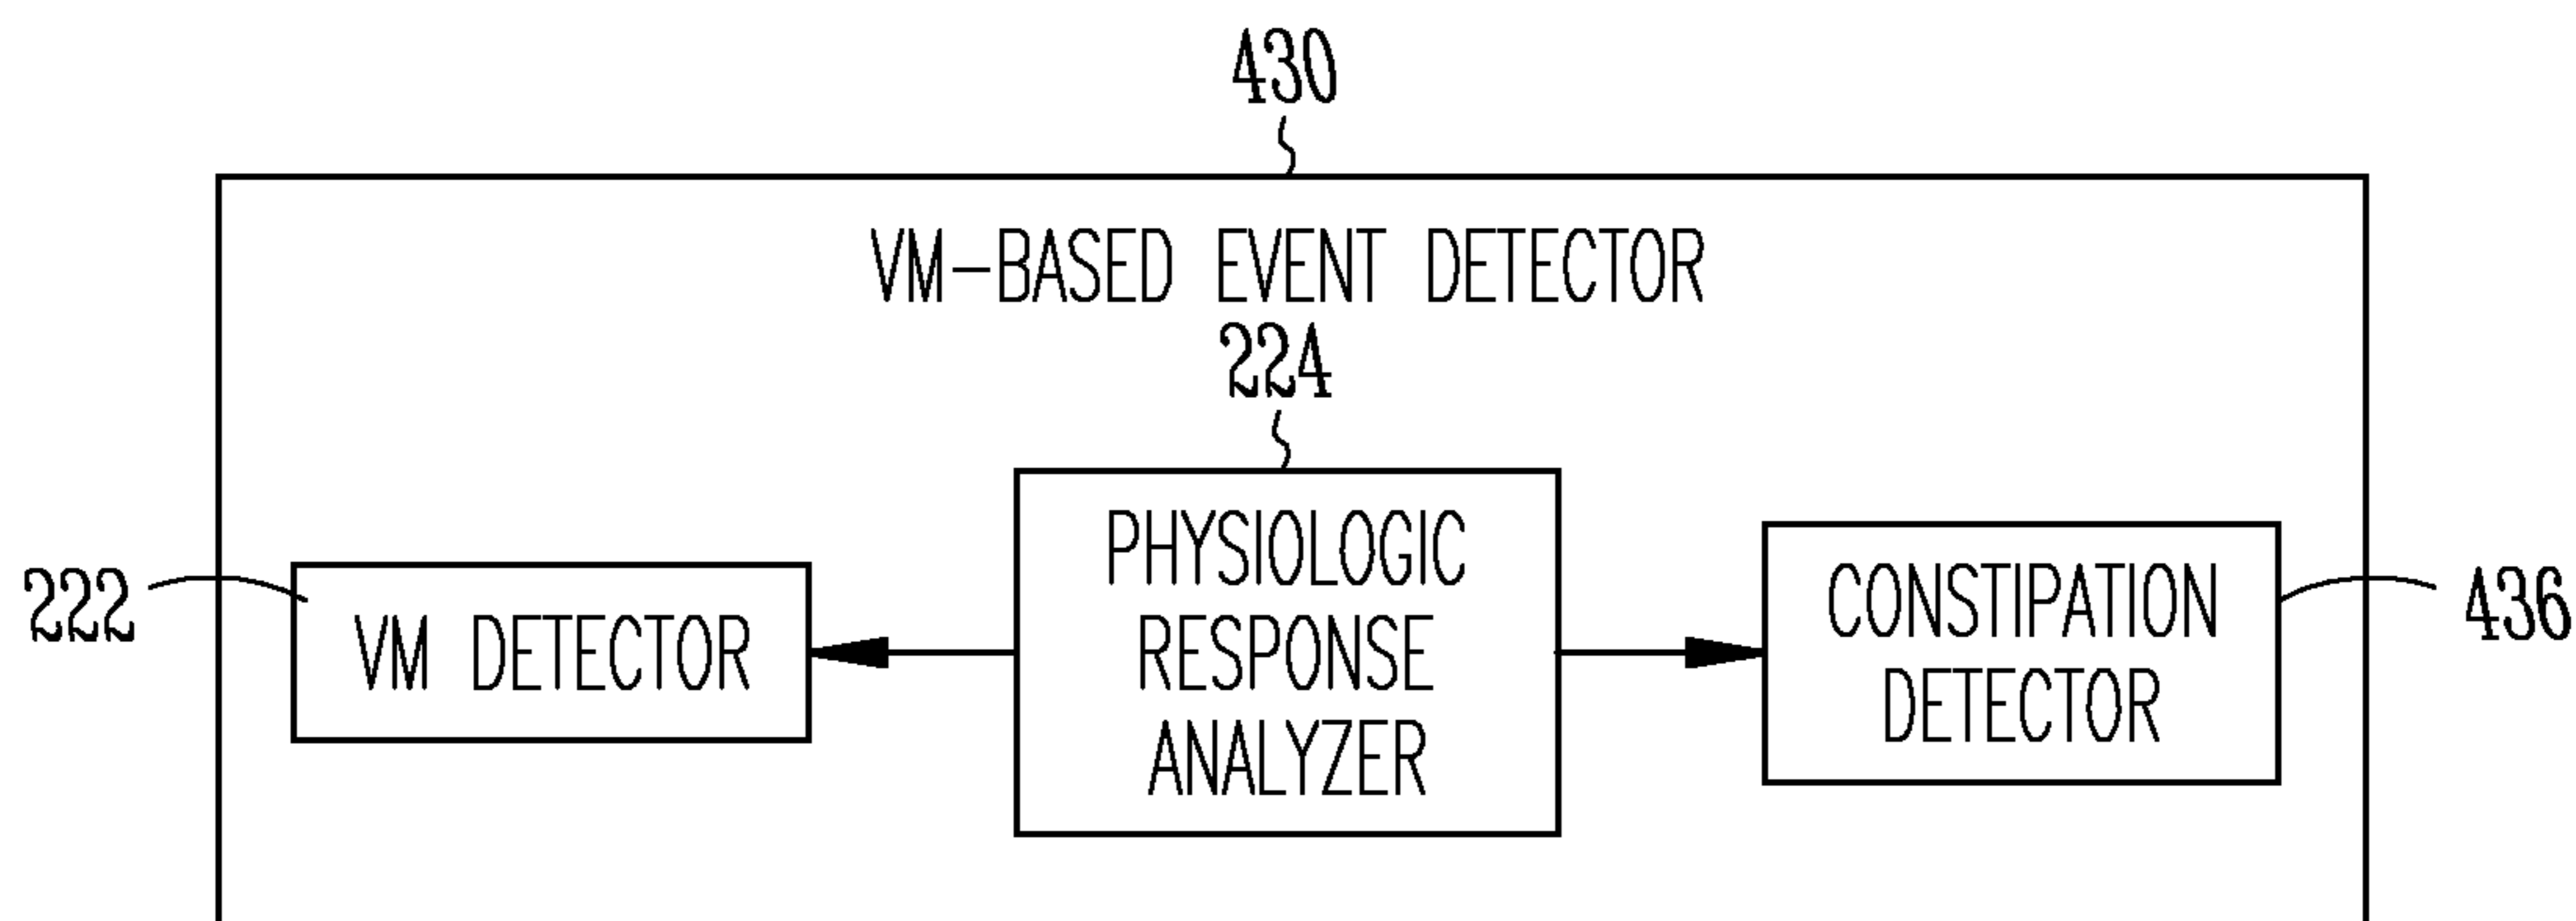 430
VM-BASED EVENT DETECTOR
224
222
VM DETECTOR
PHYSIOLOGIC
RESPONSE
ANALYZER
CONSTIPATION
DETECTOR
436